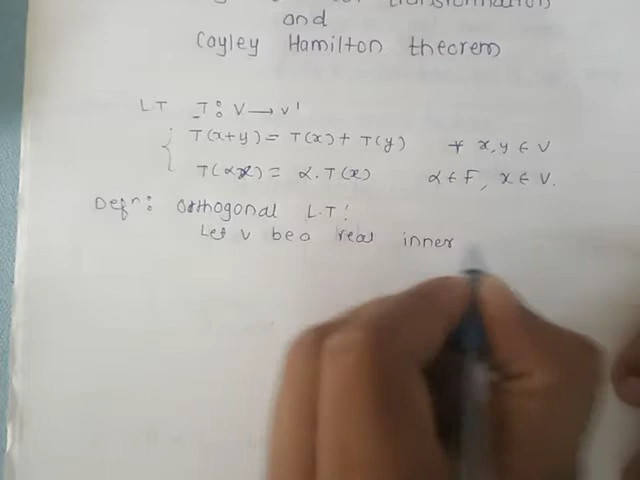 and
Cayley Hamilton theorem
LT T: V → V'
T(x+y) = T(x) + T(y) ∀ x, y ∈ V
T(αx) = α. T(x) α ∈ F, x ∈ V.
Defn: Orthogonal L.T:
Let V be a real inner